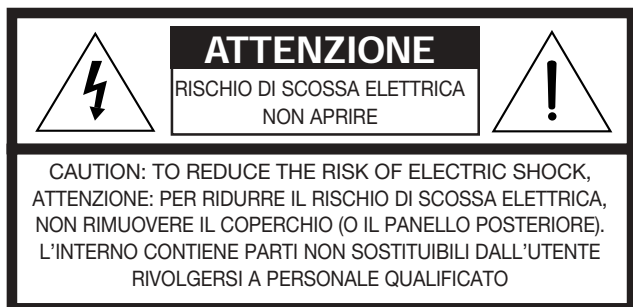 ATTENZIONE
RISCHIO DI SCOSSA ELETTRICA
NON APRIRE
CAUTION: TO REDUCE THE RISK OF ELECTRIC SHOCK,
ATTENZIONE: PER RIDURRE IL RISCHIO DI SCOSSA ELETTRICA,
NON RIMUOVERE IL COPERCHIO (O IL PANELLO POSTERIORE).
L'INTERNO CONTIENE PARTI NON SOSTITUIBILI DALL'UTENTE
RIVOLGERSI A PERSONALE QUALIFICATO